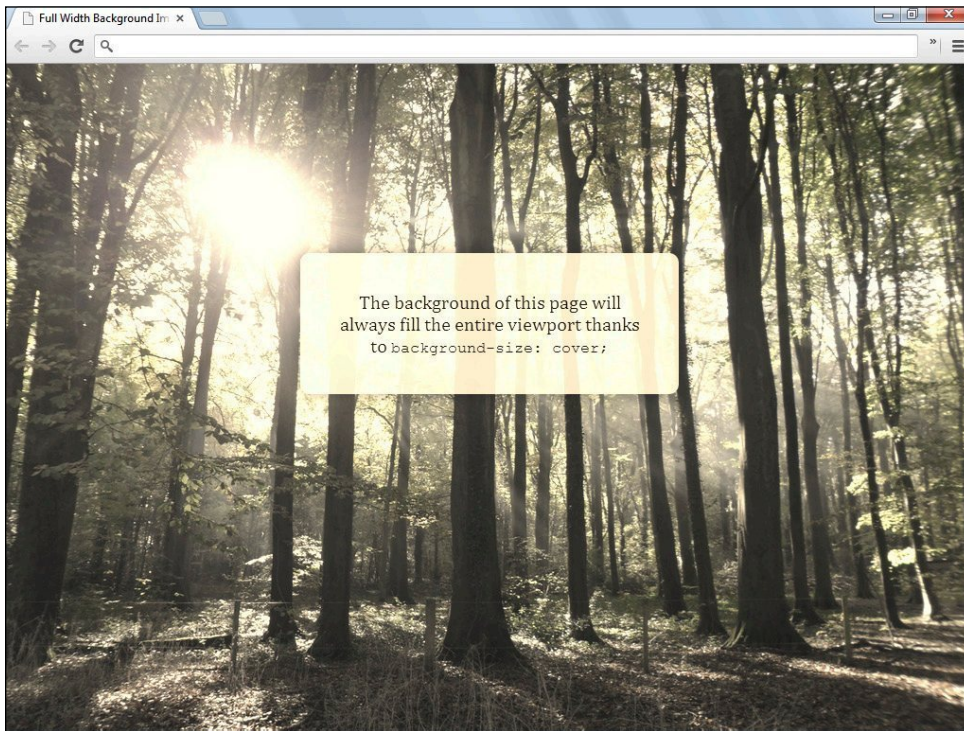 Full Width Background Im
The background of this page will
always fill the entire viewport thanks
to background-size: cover;